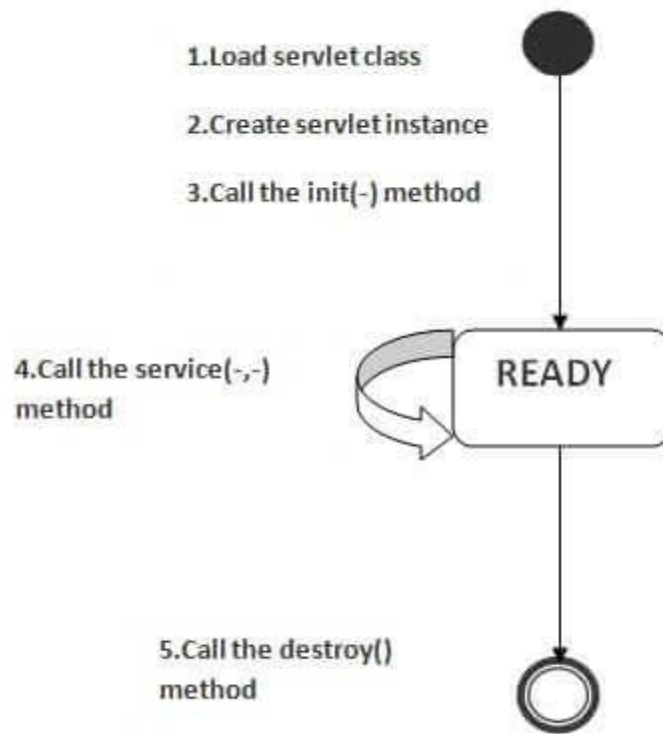 1.Load servlet class
2.Create servlet instance
3.Call the init(-) method
4.Call the service(-,-)
method
READY
5.Call the destroy()
method